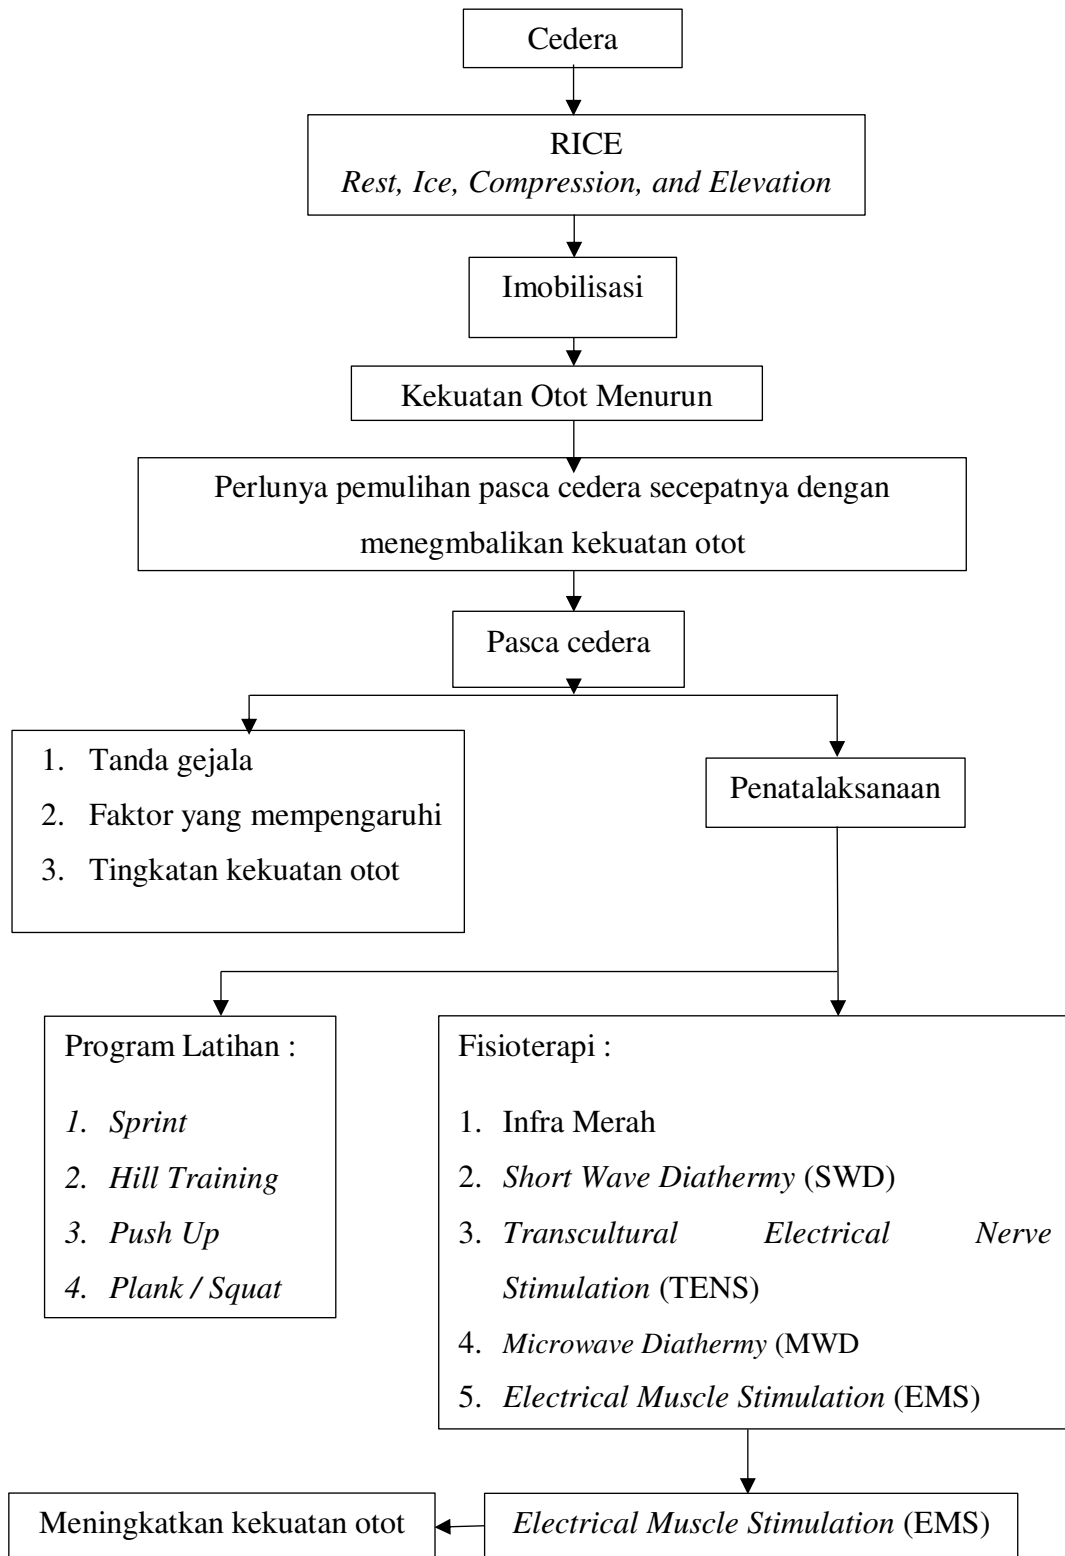 Cedera
RICE
Rest, Ice, Compression, and Elevation
Imobilisasi
Kekuatan Otot Menurun
Perlunya pemulihan pasca cedera secepatnya dengan
menegmbalikan kekuatan otot
Pasca cedera
1. Tanda gejala
2. Faktor yang mempengaruhi
3. Tingkatan kekuatan otot
Penatalaksanaan
Program Latihan :
1. Sprint
2. Hill Training
3. Push Up
4. Plank / Squat
Fisioterapi :
1. Infra Merah
2. Short Wave Diathermy (SWD)
3. Transcultural Electrical Nerve
Stimulation (TENS)
4. Microwave Diathermy (MWD
5. Electrical Muscle Stimulation (EMS)
Meningkatkan kekuatan otot
Electrical Muscle Stimulation (EMS)